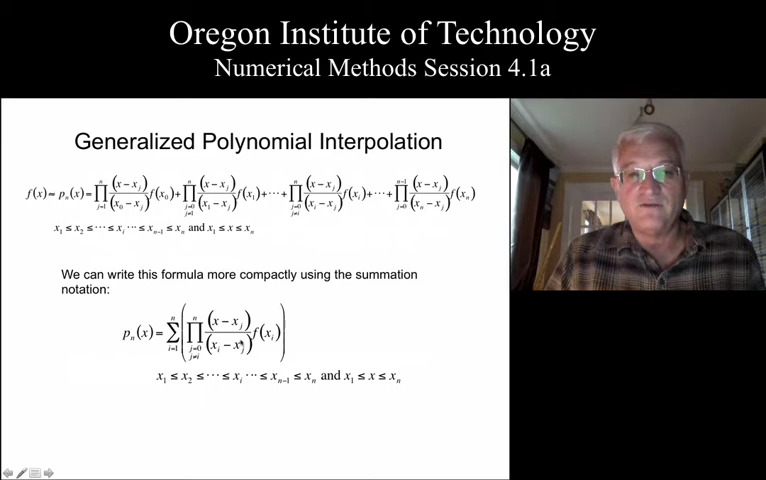 Oregon Institute of Technology
Numerical Methods Session 4.1a
Generalized Polynomial Interpolation
f(x) ≈ p_n(x) = ∏_{j=1}^{n} (x − x_j)/(x_0 − x_j) f(x_0) + ∏_{j=0, j≠1}^{n} (x − x_j)/(x_1 − x_j) f(x_1) + ⋯ + ∏_{j=0, j≠i}^{n} (x − x_j)/(x_i − x_j) f(x_i) + ⋯ + ∏_{j=0}^{n−1} (x − x_j)/(x_n − x_j) f(x_n)
x_1 ≤ x_2 ≤ ⋯ ≤ x_i ⋯ ≤ x_{n−1} ≤ x_n and x_1 ≤ x ≤ x_n
We can write this formula more compactly using the summation
notation:
p_n(x) = ∑_{i=1}^{n} ( ∏_{j=0, j≠i}^{n} (x − x_j)/(x_i − x_j) f(x_i) )
x_1 ≤ x_2 ≤ ⋯ ≤ x_i ⋯ ≤ x_{n−1} ≤ x_n and x_1 ≤ x ≤ x_n